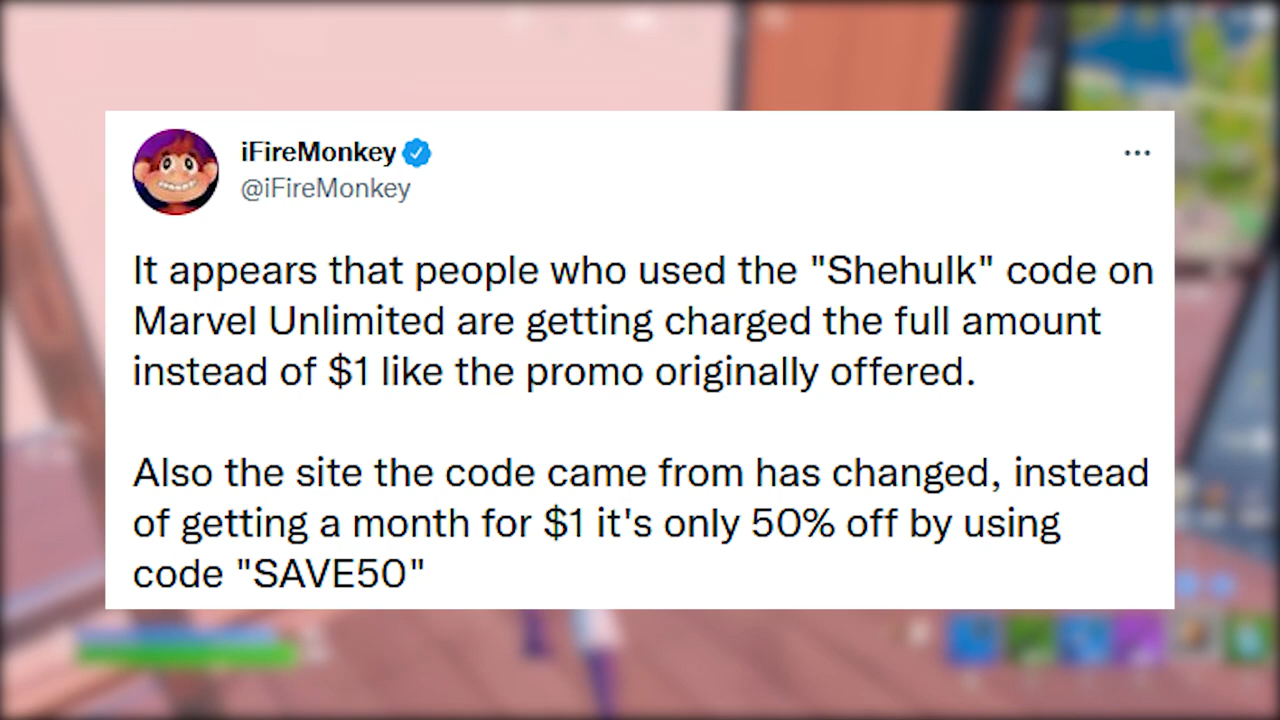 iFireMonkey
@iFireMonkey
It appears that people who used the "Shehulk" code on
Marvel Unlimited are getting charged the full amount
instead of $1 like the promo originally offered.
Also the site the code came from has changed, instead
of getting a month for $1 it's only 50% off by using
code "SAVE50"